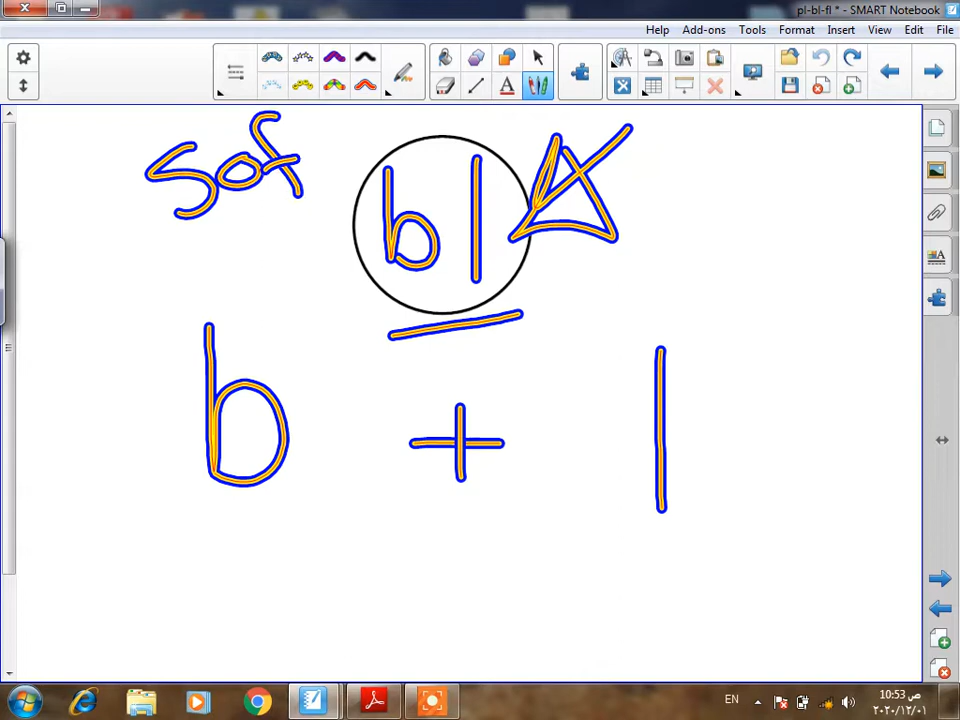 pl-bl-fl * - SMART Notebook
Help Add-ons Tools Format Insert View Edit File
sof bl
b + l
EN
10:53 ص
٢٠٢٠/١٢/٠١